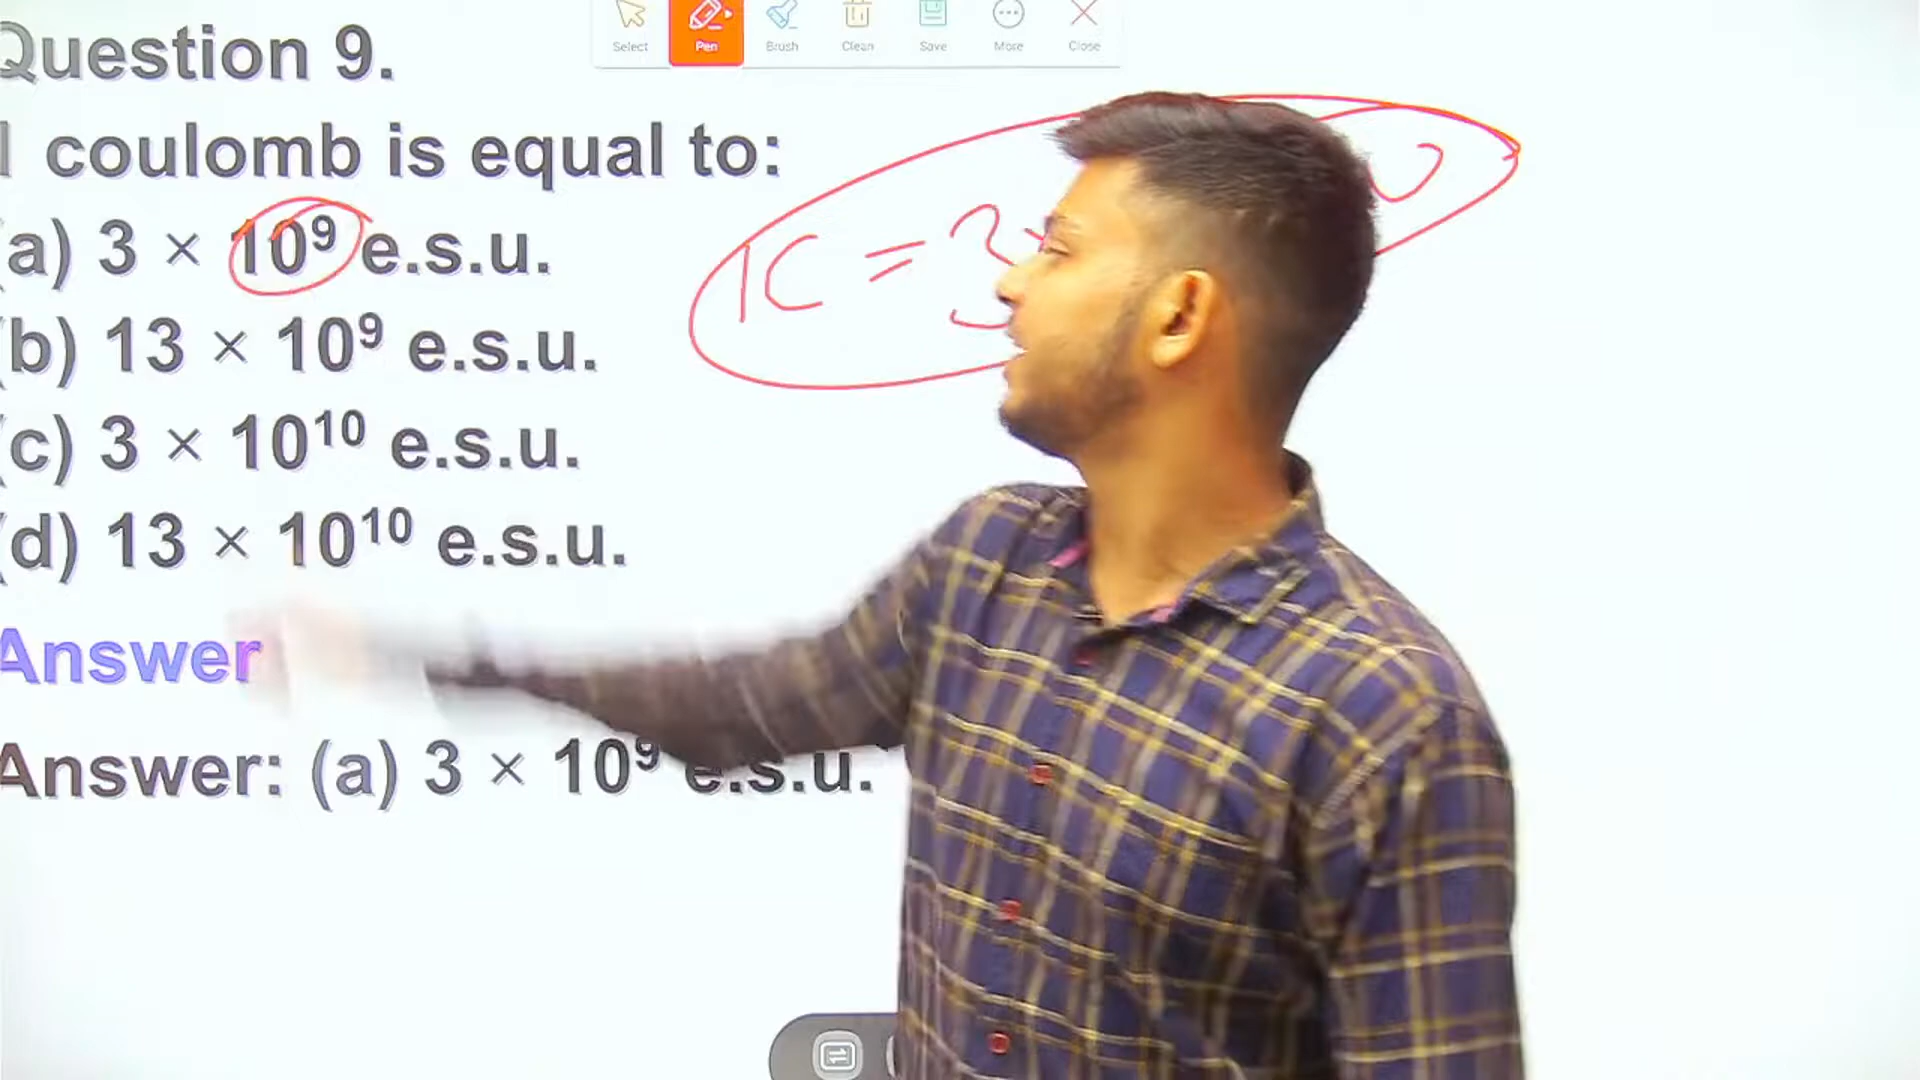 Select Pen Brush Clean Save More Close
Question 9.
1 coulomb is equal to:
(a) 3 × 10⁹ e.s.u.
1C = 3
(b) 13 × 10⁹ e.s.u.
(c) 3 × 10¹⁰ e.s.u.
(d) 13 × 10¹⁰ e.s.u.
Answer
Answer: (a) 3 × 10⁹ e.s.u.